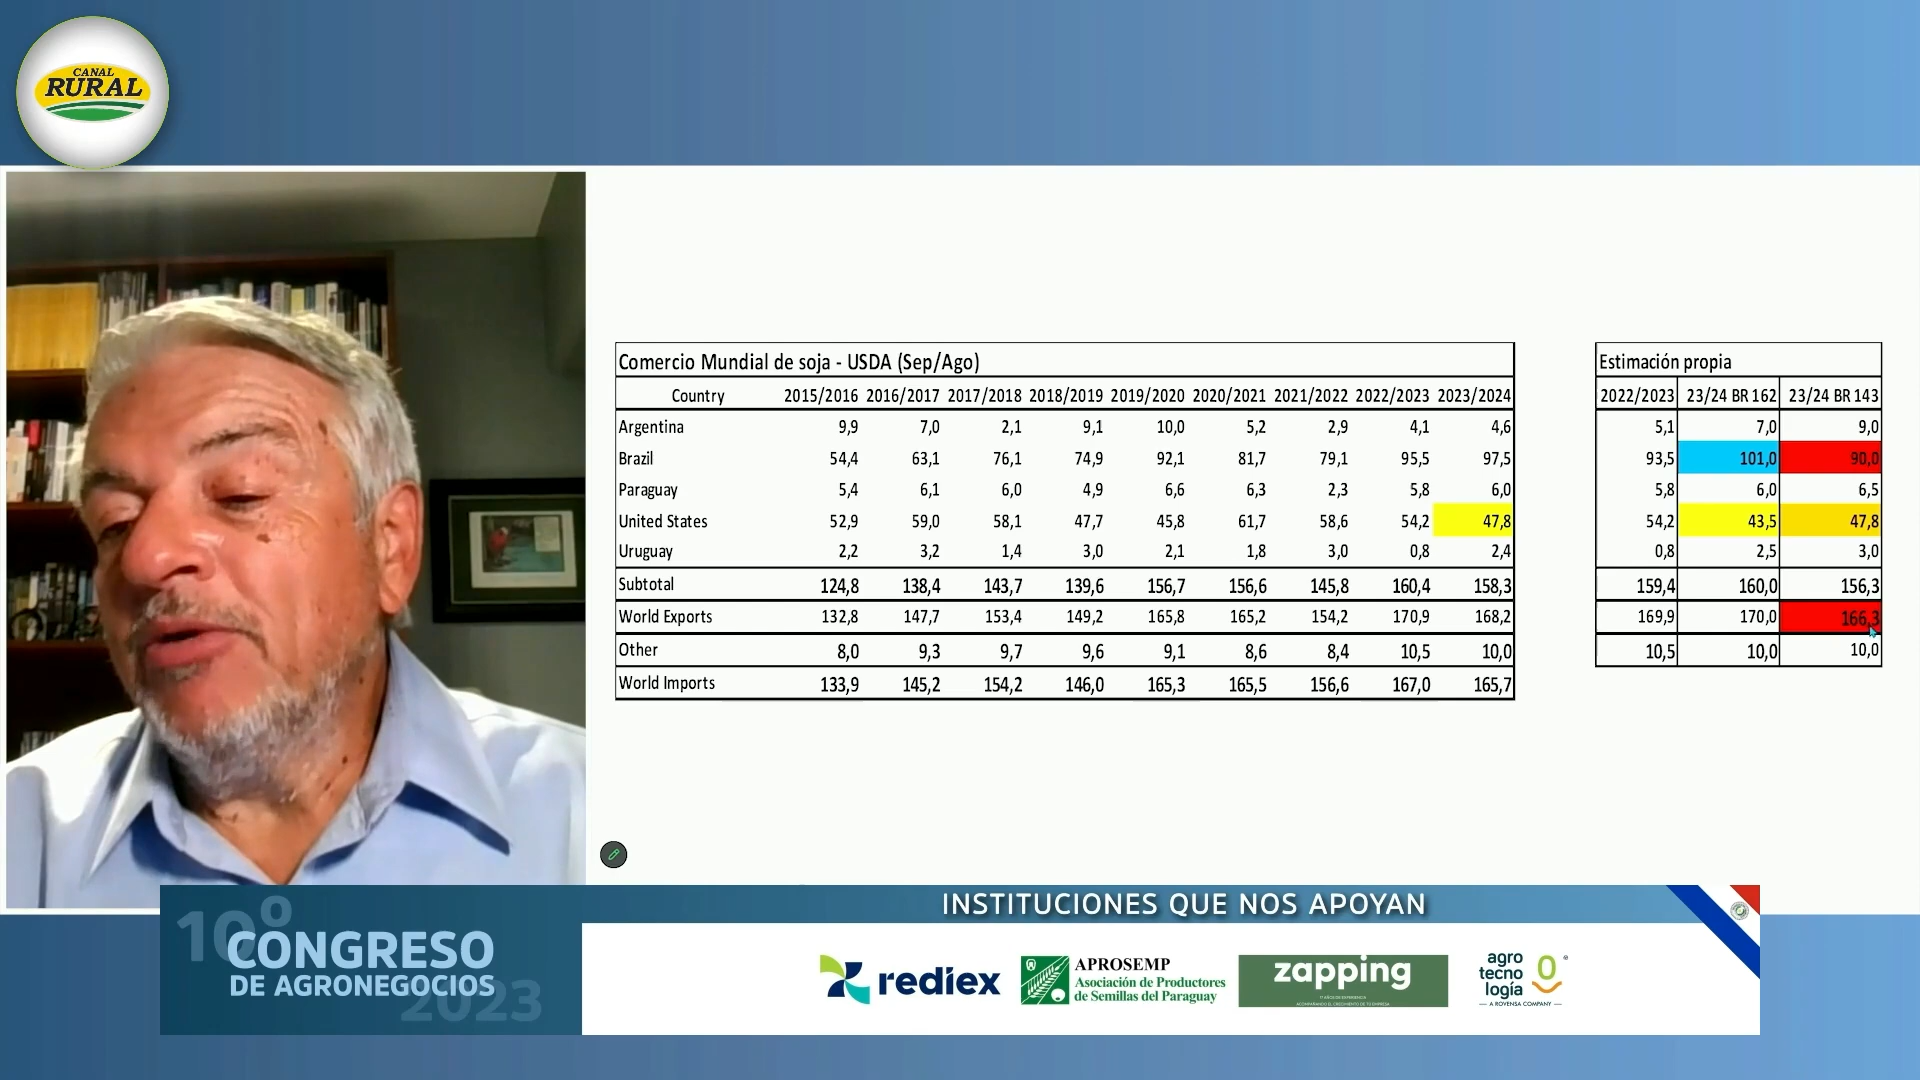 CANAL
RURAL
Comercio Mundial de soja - USDA (Sep/Ago)
Country 2015/2016 2016/2017 2017/2018 2018/2019 2019/2020 2020/2021 2021/2022 2022/2023 2023/2024
Argentina 9,9 7,0 2,1 9,1 10,0 5,2 2,9 4,1 4,6
Brazil 54,4 63,1 76,1 74,9 92,1 81,7 79,1 95,5 97,5
Paraguay 5,4 6,1 6,0 4,9 6,6 6,3 2,3 5,8 6,0
United States 52,9 59,0 58,1 47,7 45,8 61,7 58,6 54,2 47,8
Uruguay 2,2 3,2 1,4 3,0 2,1 1,8 3,0 0,8 2,4
Subtotal 124,8 138,4 143,7 139,6 156,7 156,6 145,8 160,4 158,3
World Exports 132,8 147,7 153,4 149,2 165,8 165,2 154,2 170,9 168,2
Other 8,0 9,3 9,7 9,6 9,1 8,6 8,4 10,5 10,0
World Imports 133,9 145,2 154,2 146,0 165,3 165,5 156,6 167,0 165,7
Estimación propia
2022/2023 23/24 BR 162 23/24 BR 143
5,1 7,0 9,0
93,5 101,0 90,0
5,8 6,0 6,5
54,2 43,5 47,8
0,8 2,5 3,0
159,4 160,0 156,3
169,9 170,0 166,3
10,5 10,0 10,0
INSTITUCIONES QUE NOS APOYAN
10º
CONGRESO
DE AGRONEGOCIOS
2023
rediex
APROSEMP
Asociación de Productores
de Semillas del Paraguay
zapping
agro
tecno
logía
A ROVENSA COMPANY